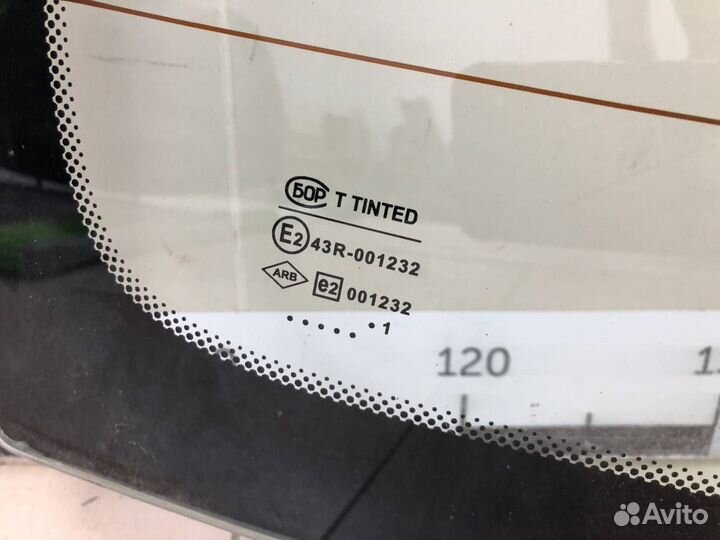 БОР T TINTED
E2 43R-001232
ARB e2 001232
•••••  •1
120
Avito